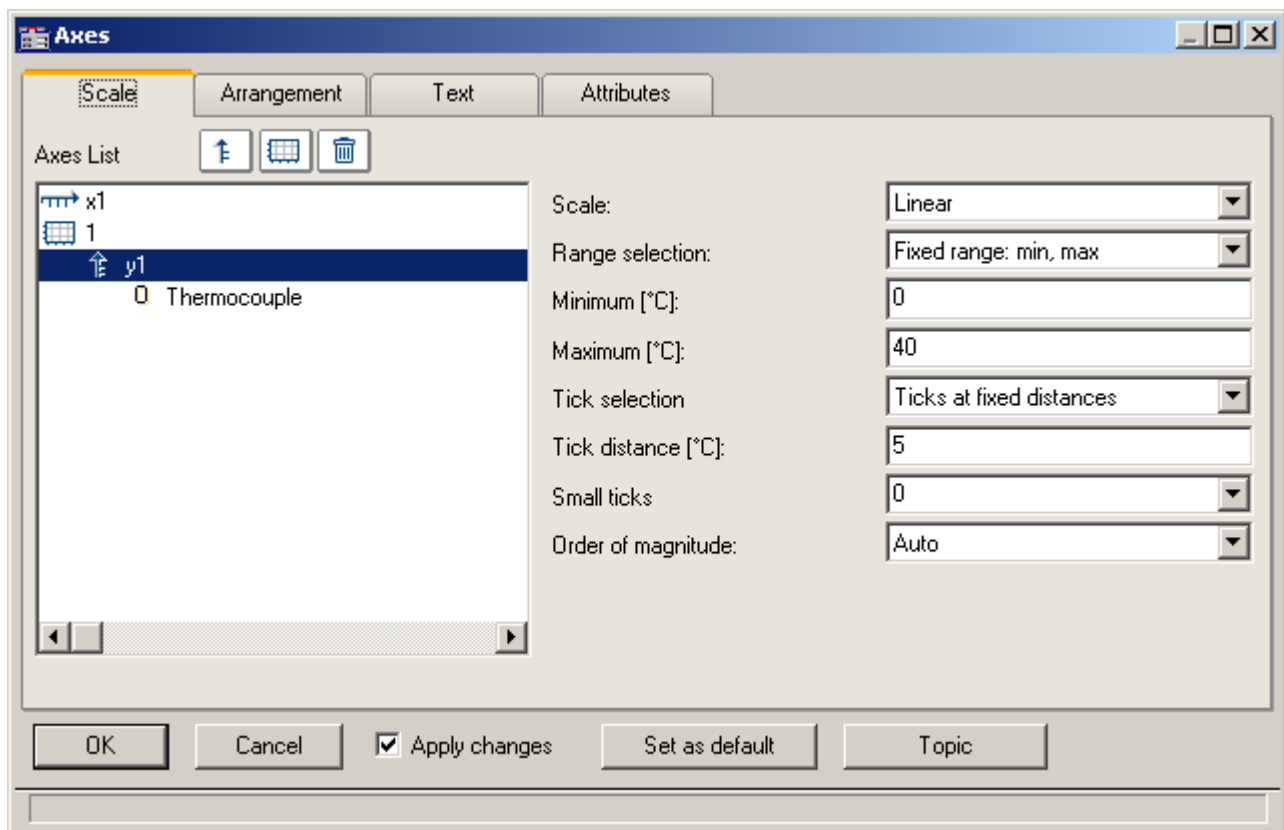 Axes
Scale Arrangement Text Attributes
Axes List
x1
1
y1
0 Thermocouple
Scale: Linear
Range selection: Fixed range: min, max
Minimum [°C]: 0
Maximum [°C]: 40
Tick selection Ticks at fixed distances
Tick distance [°C]: 5
Small ticks 0
Order of magnitude: Auto
OK Cancel Apply changes Set as default Topic